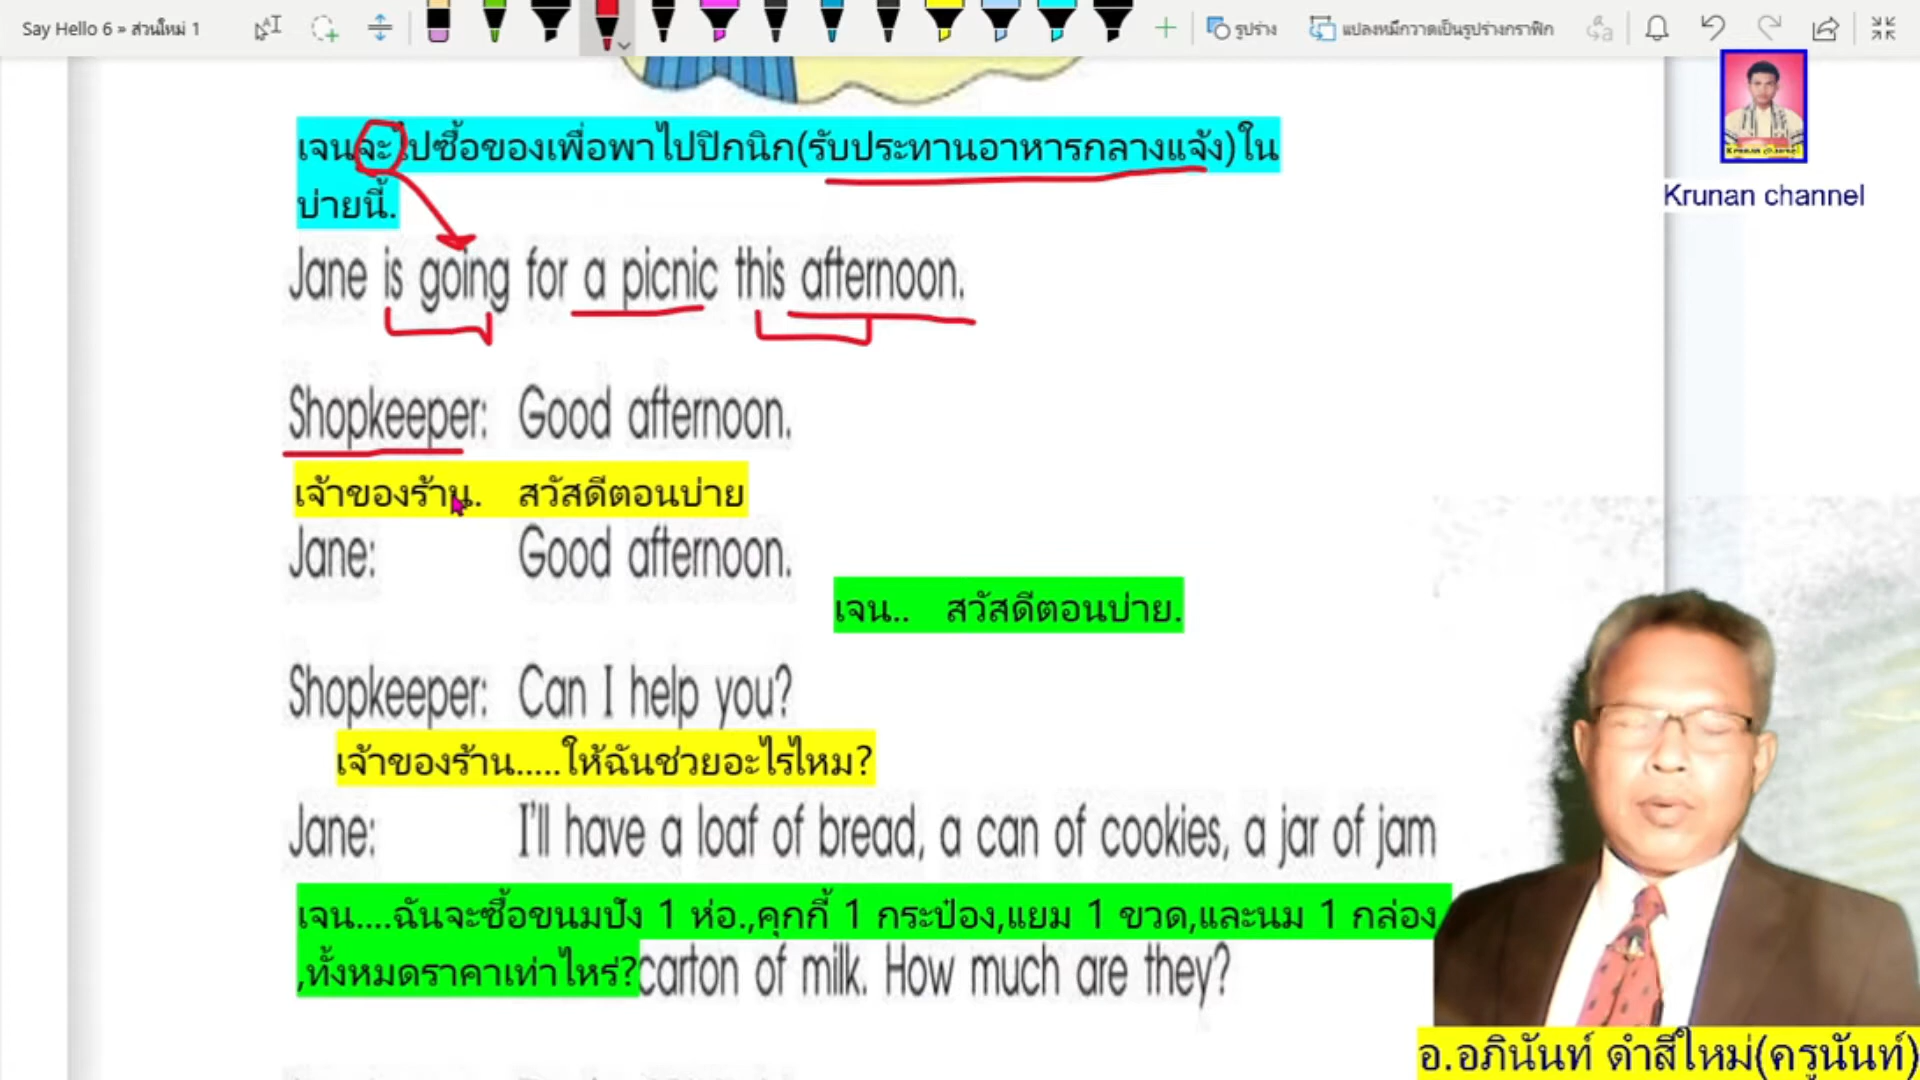 Say Hello 6 » ส่วนใหม่ 1
รูปร่าง
แปลงหมึกวาดเป็นรูปร่างกราฟิก
Krunan channel
เจนจะไปซื้อของเพื่อพาไปปิกนิก(รับประทานอาหารกลางแจ้ง)ใน
บ่ายนี้.
Jane is going for a picnic this afternoon.
Shopkeeper: Good afternoon.
เจ้าของร้าน. สวัสดีตอนบ่าย
Jane: Good afternoon.
เจน.. สวัสดีตอนบ่าย.
Shopkeeper: Can I help you?
เจ้าของร้าน.....ให้ฉันช่วยอะไรไหม?
Jane: I'll have a loaf of bread, a can of cookies, a jar of jam
เจน....ฉันจะซื้อขนมปัง 1 ห่อ.,คุกกี้ 1 กระป๋อง,แยม 1 ขวด,และนม 1 กล่อง
,ทั้งหมดราคาเท่าไหร่?carton of milk. How much are they?
อ.อภินันท์ ดำสีใหม่(ครูนันท์)